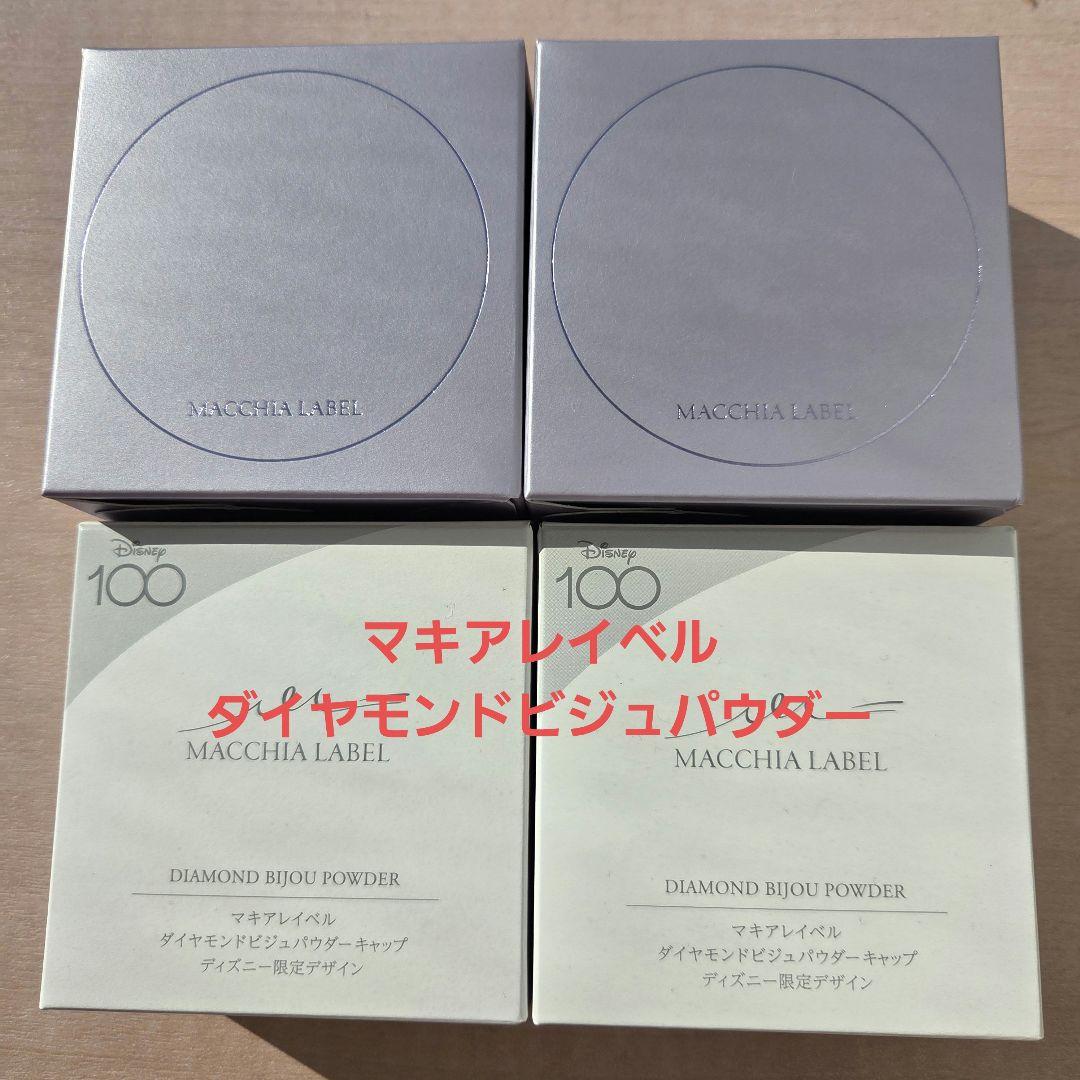 MACCHIA LABEL
MACCHIA LABEL
Disney
100
Disney
100
マキアレイベル
ダイヤモンドビジュパウダー
MACCHIA LABEL
DIAMOND BIJOU POWDER
マキアレイベル
ダイヤモンドビジュパウダーキャップ
ディズニー限定デザイン
MACCHIA LABEL
DIAMOND BIJOU POWDER
マキアレイベル
ダイヤモンドビジュパウダーキャップ
ディズニー限定デザイン